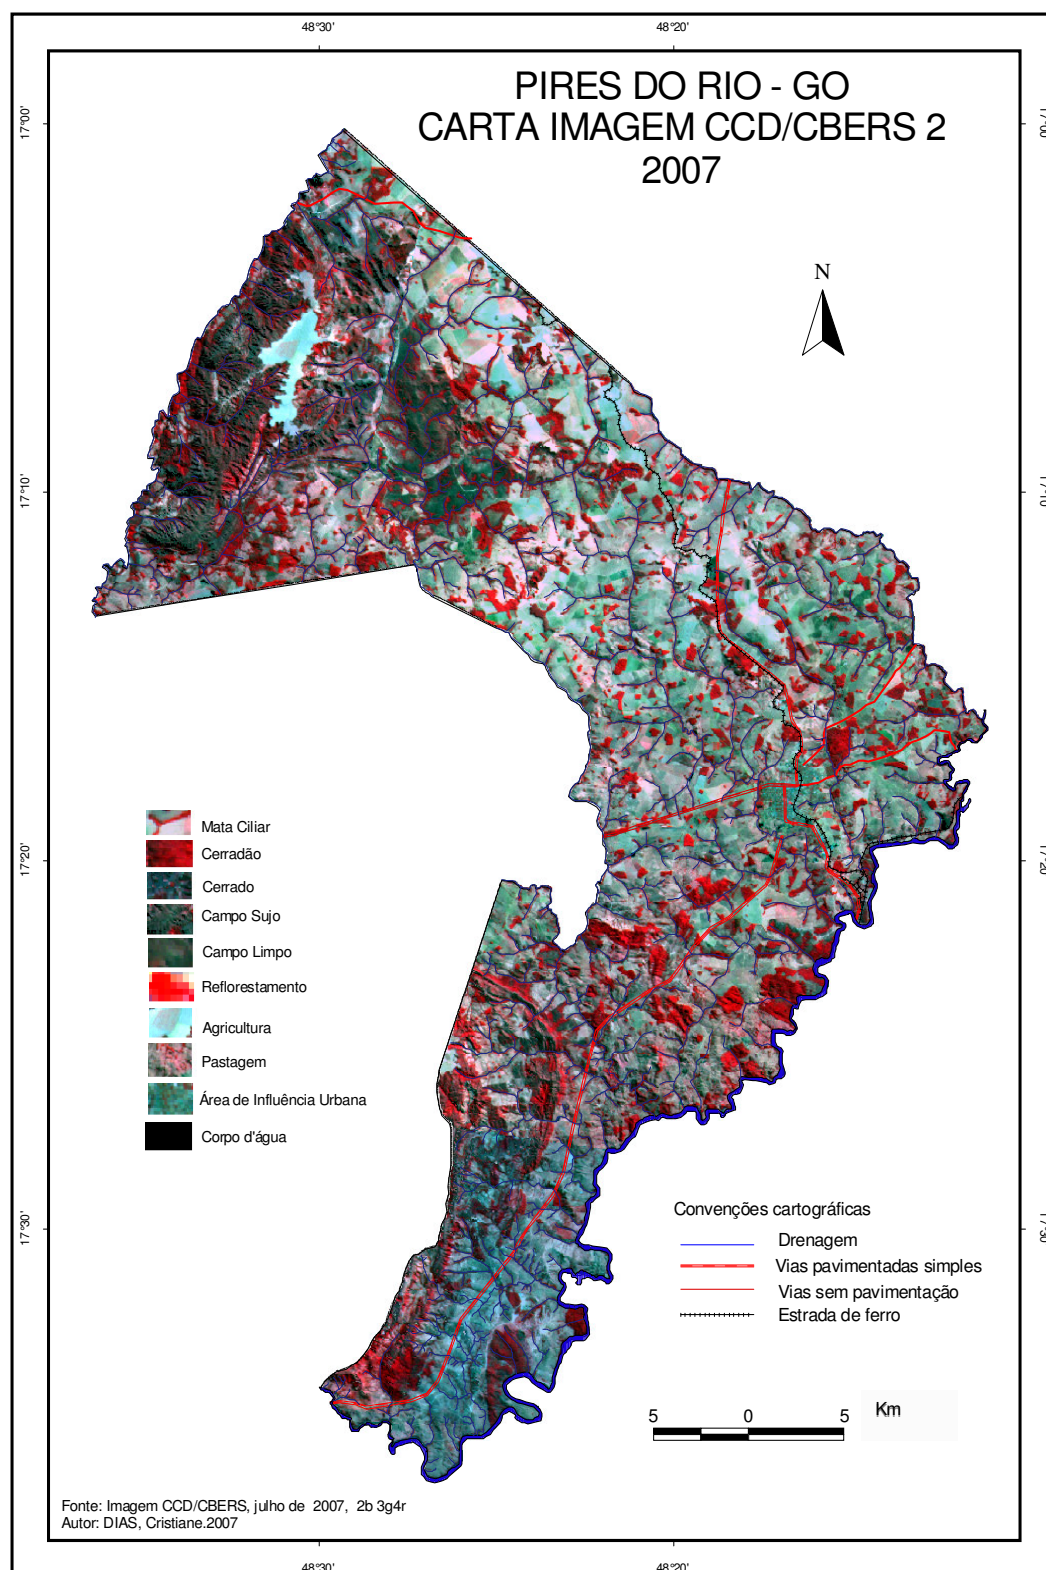 48°30'
48°20'
PIRES DO RIO - GO
CARTA IMAGEM CCD/CBERS 2
2007
17°00'
N
17°10'
Mata Ciliar
Cerradão
Cerrado
Campo Sujo
Campo Limpo
Reflorestamento
Agricultura
Pastagem
Área de Influência Urbana
Corpo d'água
17°20'
17°20'
17°30'
Convenções cartográficas
Drenagem
Vias pavimentadas simples
Vias sem pavimentação
Estrada de ferro
5 0 5 Km
Fonte: Imagem CCD/CBERS, julho de 2007, 2b 3g4r
Autor: DIAS, Cristiane.2007
48°30'
48°20'